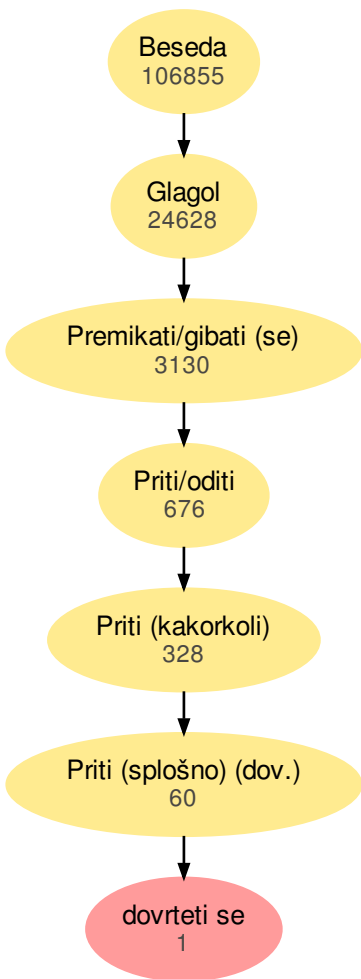 Beseda
106855
Glagol
24628
Premikati/gibati (se)
3130
Priti/oditi
676
Priti (kakorkoli)
328
Priti (splošno) (dov.)
60
dovrteti se
1